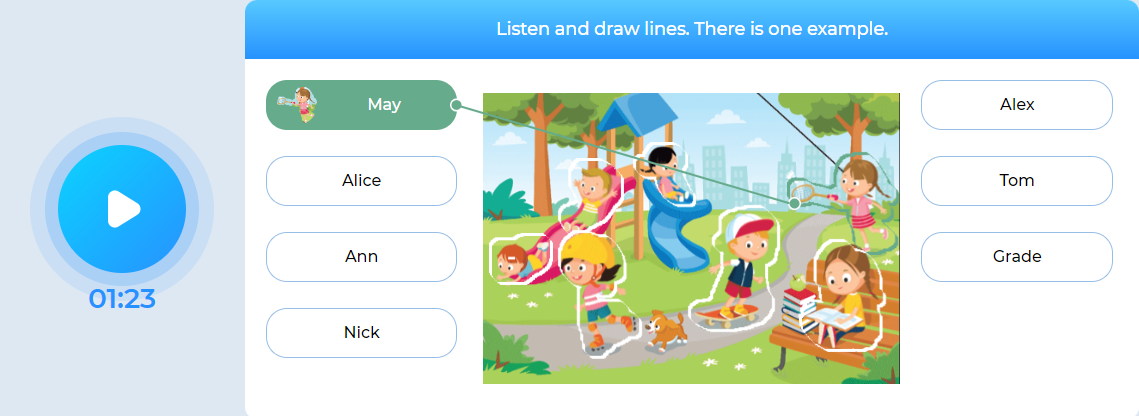 Listen and draw lines. There is one example.
May
Alice
Ann
Nick
Alex
Tom
Grade
01:23